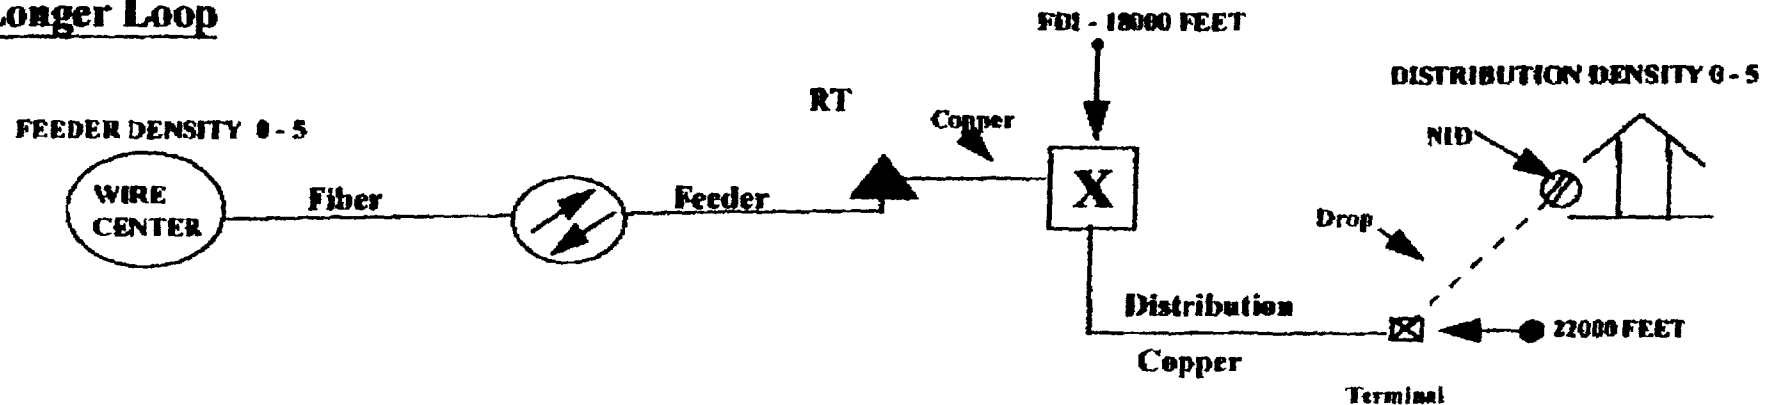 Longer Loop
FDI - 18000 FEET
DISTRIBUTION DENSITY 0 - 5
RT
Copper
FEEDER DENSITY 0 - 5
NID
WIRE
CENTER
Fiber
Feeder
X
Drop
Distribution
Copper
22000 FEET
Terminal